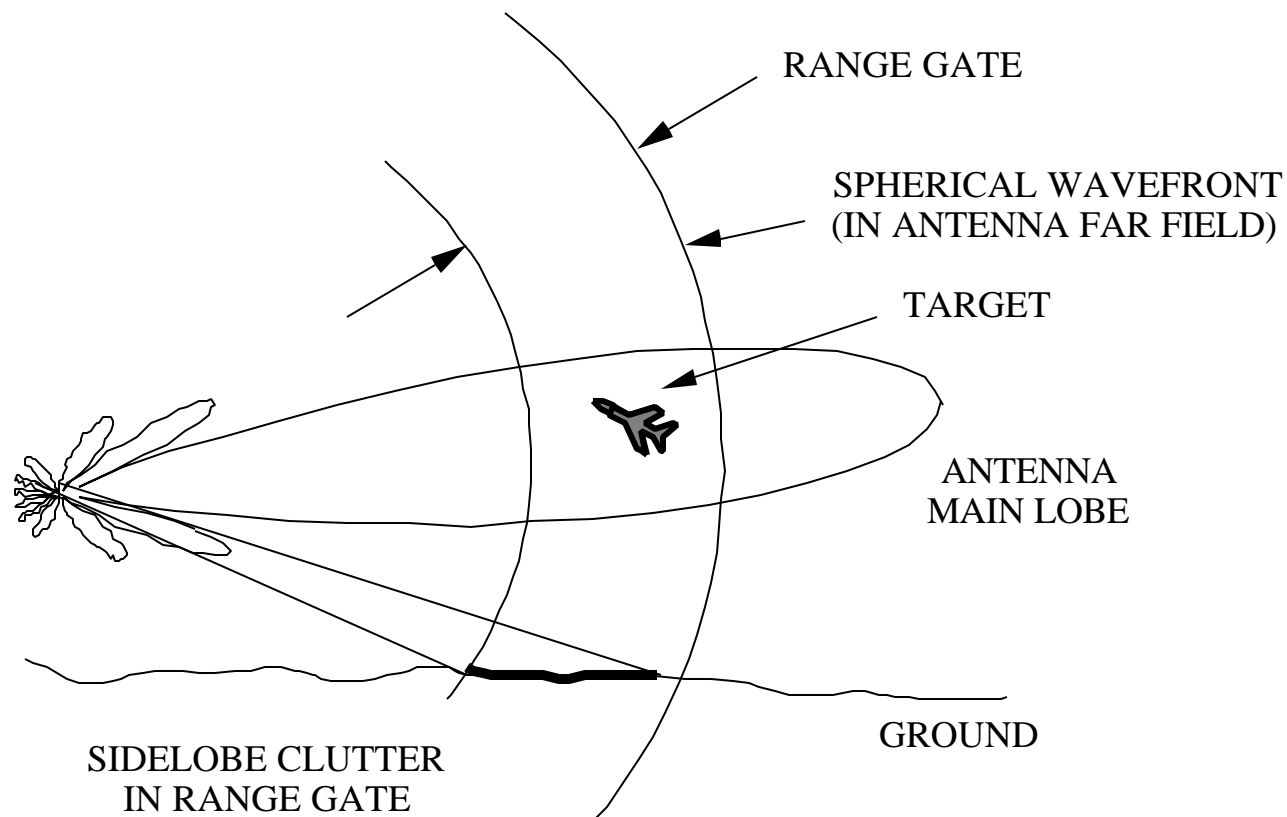 RANGE GATE
SPHERICAL WAVEFRONT
(IN ANTENNA FAR FIELD)
TARGET
ANTENNA
MAIN LOBE
GROUND
SIDELOBE CLUTTER
IN RANGE GATE